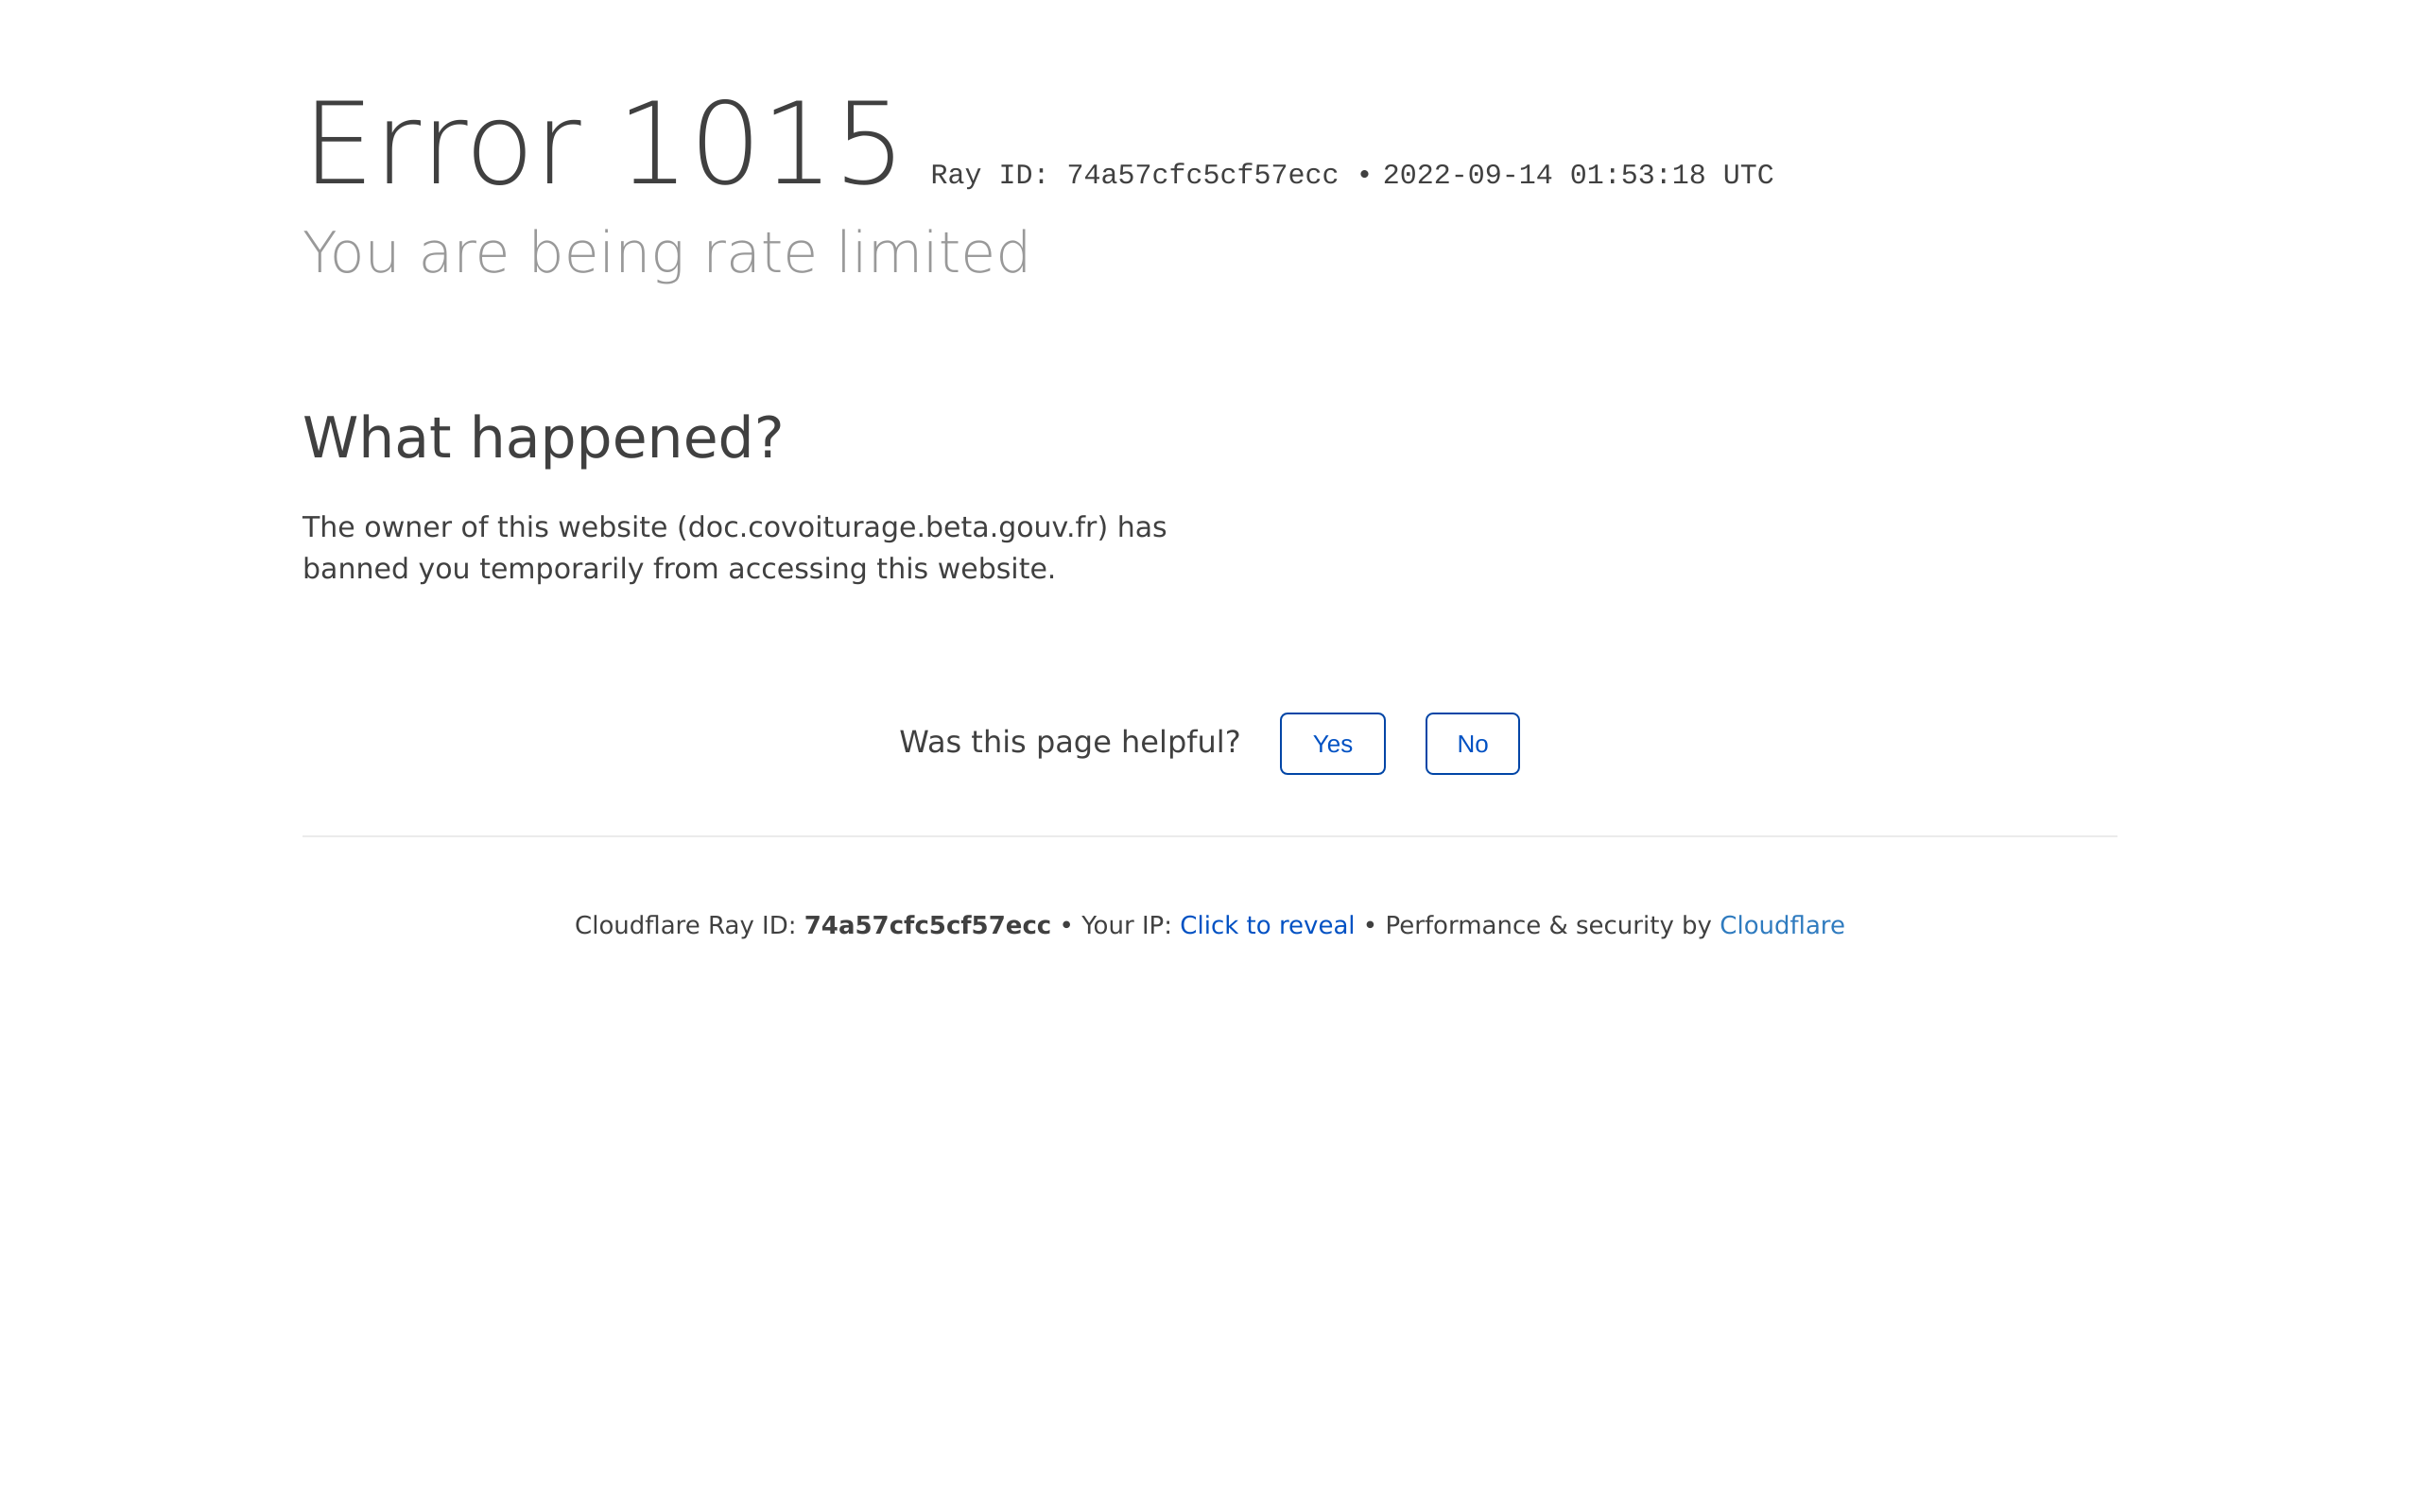 Error 1015 Ray ID: 74a57cfc5cf57ecc • 2022-09-14 01:53:18 UTC
You are being rate limited
What happened?
The owner of this website (doc.covoiturage.beta.gouv.fr) has
banned you temporarily from accessing this website.
Was this page helpful? Yes No
Cloudflare Ray ID: 74a57cfc5cf57ecc • Your IP: Click to reveal • Performance & security by Cloudflare